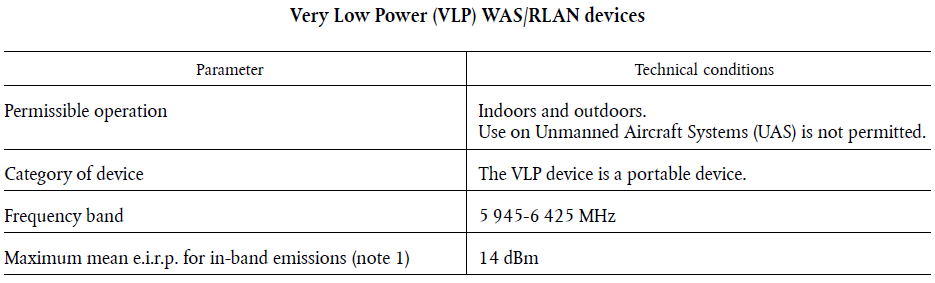 Very Low Power (VLP) WAS/RLAN devices
Parameter Technical conditions
Permissible operation Indoors and outdoors.
Use on Unmanned Aircraft Systems (UAS) is not permitted.
Category of device The VLP device is a portable device.
Frequency band 5 945-6 425 MHz
Maximum mean e.i.r.p. for in-band emissions (note 1) 14 dBm